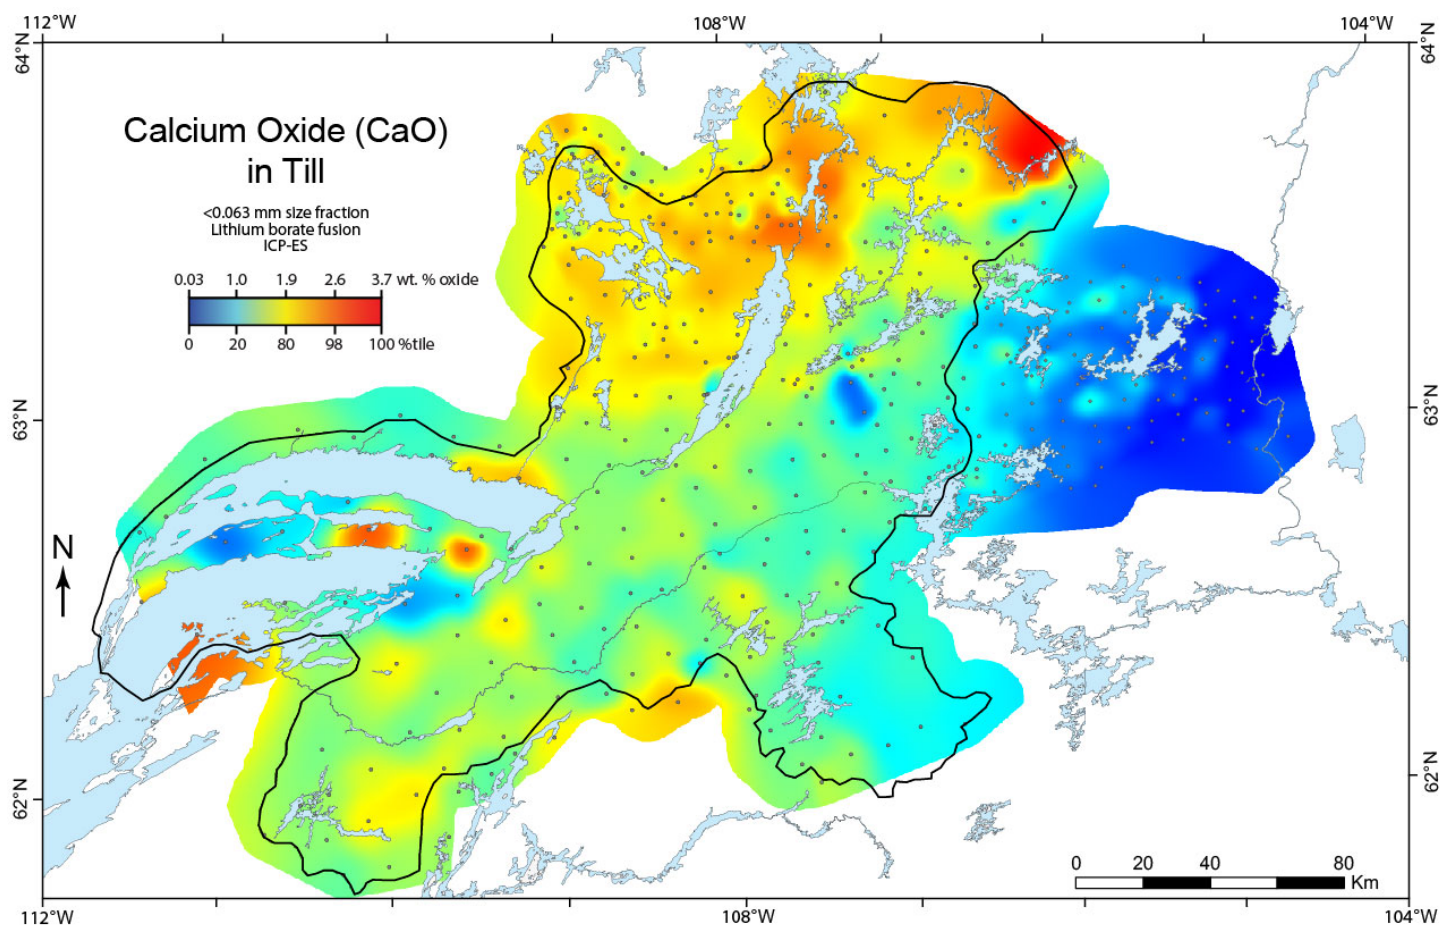 112°W 108°W 104°W
64°N 64°N
Calcium Oxide (CaO)
in Till
<0.063 mm size fraction
Lithium borate fusion
ICP-ES
0.03 1.0 1.9 2.6 3.7 wt. % oxide
0 20 80 98 100 %tile
63°N 63°N
N
62°N 62°N
0 20 40 80
Km
112°W 108°W 104°W